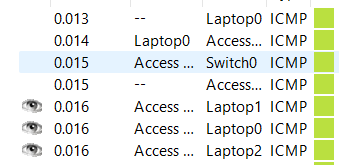 0.013 -- Laptop0 ICMP
0.014 Laptop0 Access... ICMP
0.015 Access ... Switch0 ICMP
0.015 -- Access... ICMP
0.016 Access ... Laptop1 ICMP
0.016 Access ... Laptop0 ICMP
0.016 Access ... Laptop2 ICMP